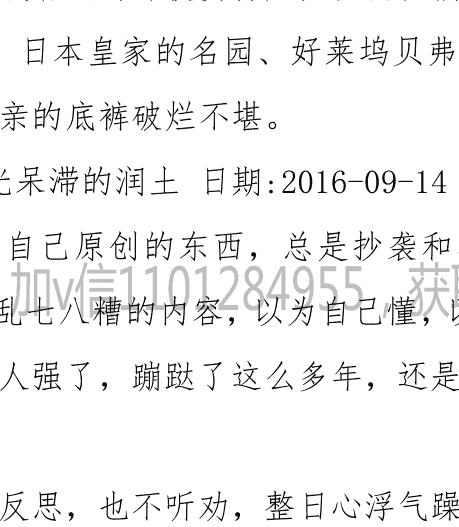 日本皇家的名园、好莱坞贝弗
亲的底裤破烂不堪。
光呆滞的润土 日期:2016-09-14
自己原创的东西，总是抄袭和
加v信1101284955，获
乱七八糟的内容，以为自己懂，
人强了，蹦跶了这么多年，还是
反思，也不听劝，整日心浮气躁